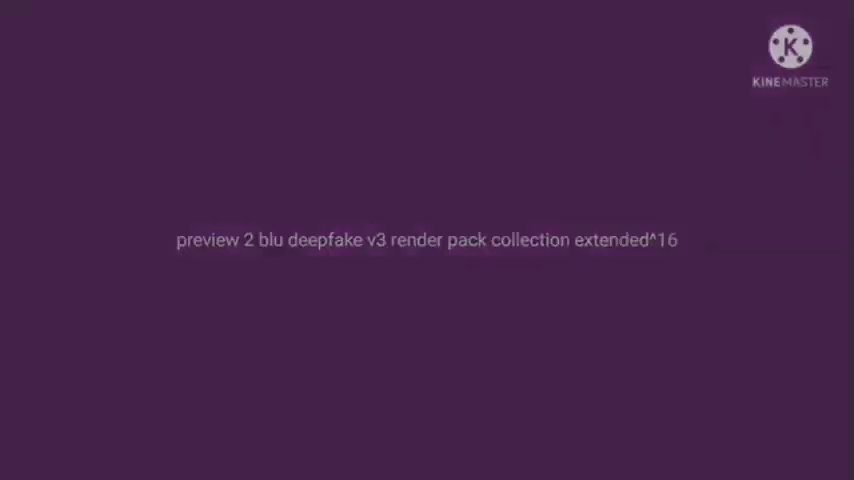 K
KINEMASTER
preview 2 blu deepfake v3 render pack collection extended^16